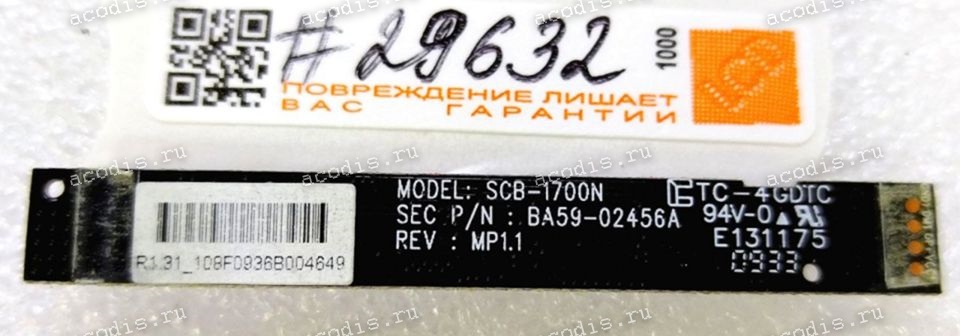 #29632
1000
ПОВРЕЖДЕНИЕ ЛИШАЕТ
ВАС ГАРАНТИИ
MODEL: SCB-1700N
SEC P/N : BA59-02456A
REV : MP1.1
TC-4GDTC
94V-0
E131175
0933
R1.31_108F0936B004649
acodis.ru